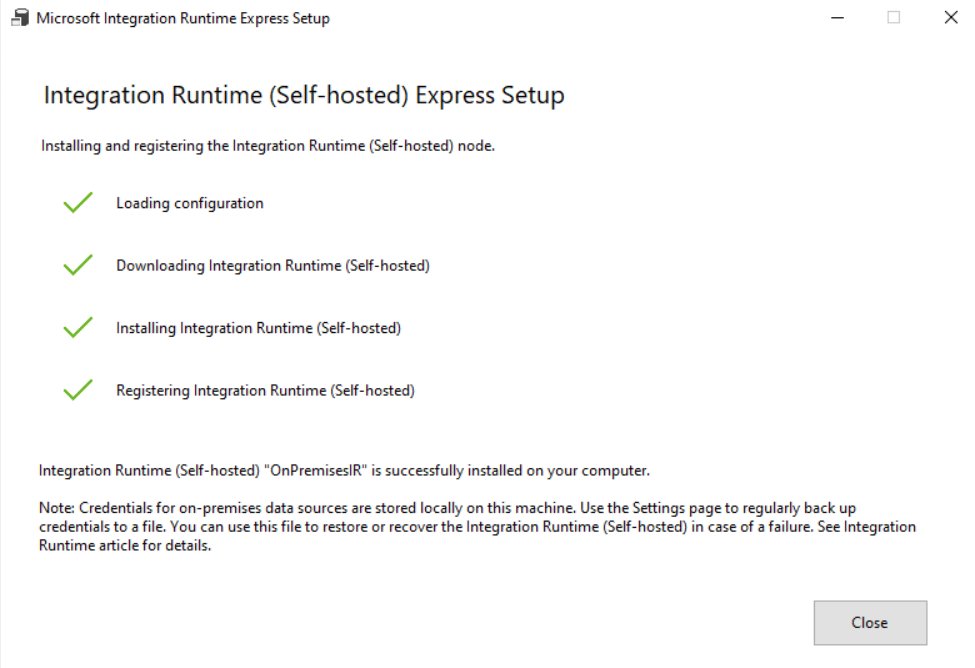 Microsoft Integration Runtime Express Setup
Integration Runtime (Self-hosted) Express Setup
Installing and registering the Integration Runtime (Self-hosted) node.
Loading configuration
Downloading Integration Runtime (Self-hosted)
Installing Integration Runtime (Self-hosted)
Registering Integration Runtime (Self-hosted)
Integration Runtime (Self-hosted) "OnPremisesIR" is successfully installed on your computer.
Note: Credentials for on-premises data sources are stored locally on this machine. Use the Settings page to regularly back up
credentials to a file. You can use this file to restore or recover the Integration Runtime (Self-hosted) in case of a failure. See Integration
Runtime article for details.
Close